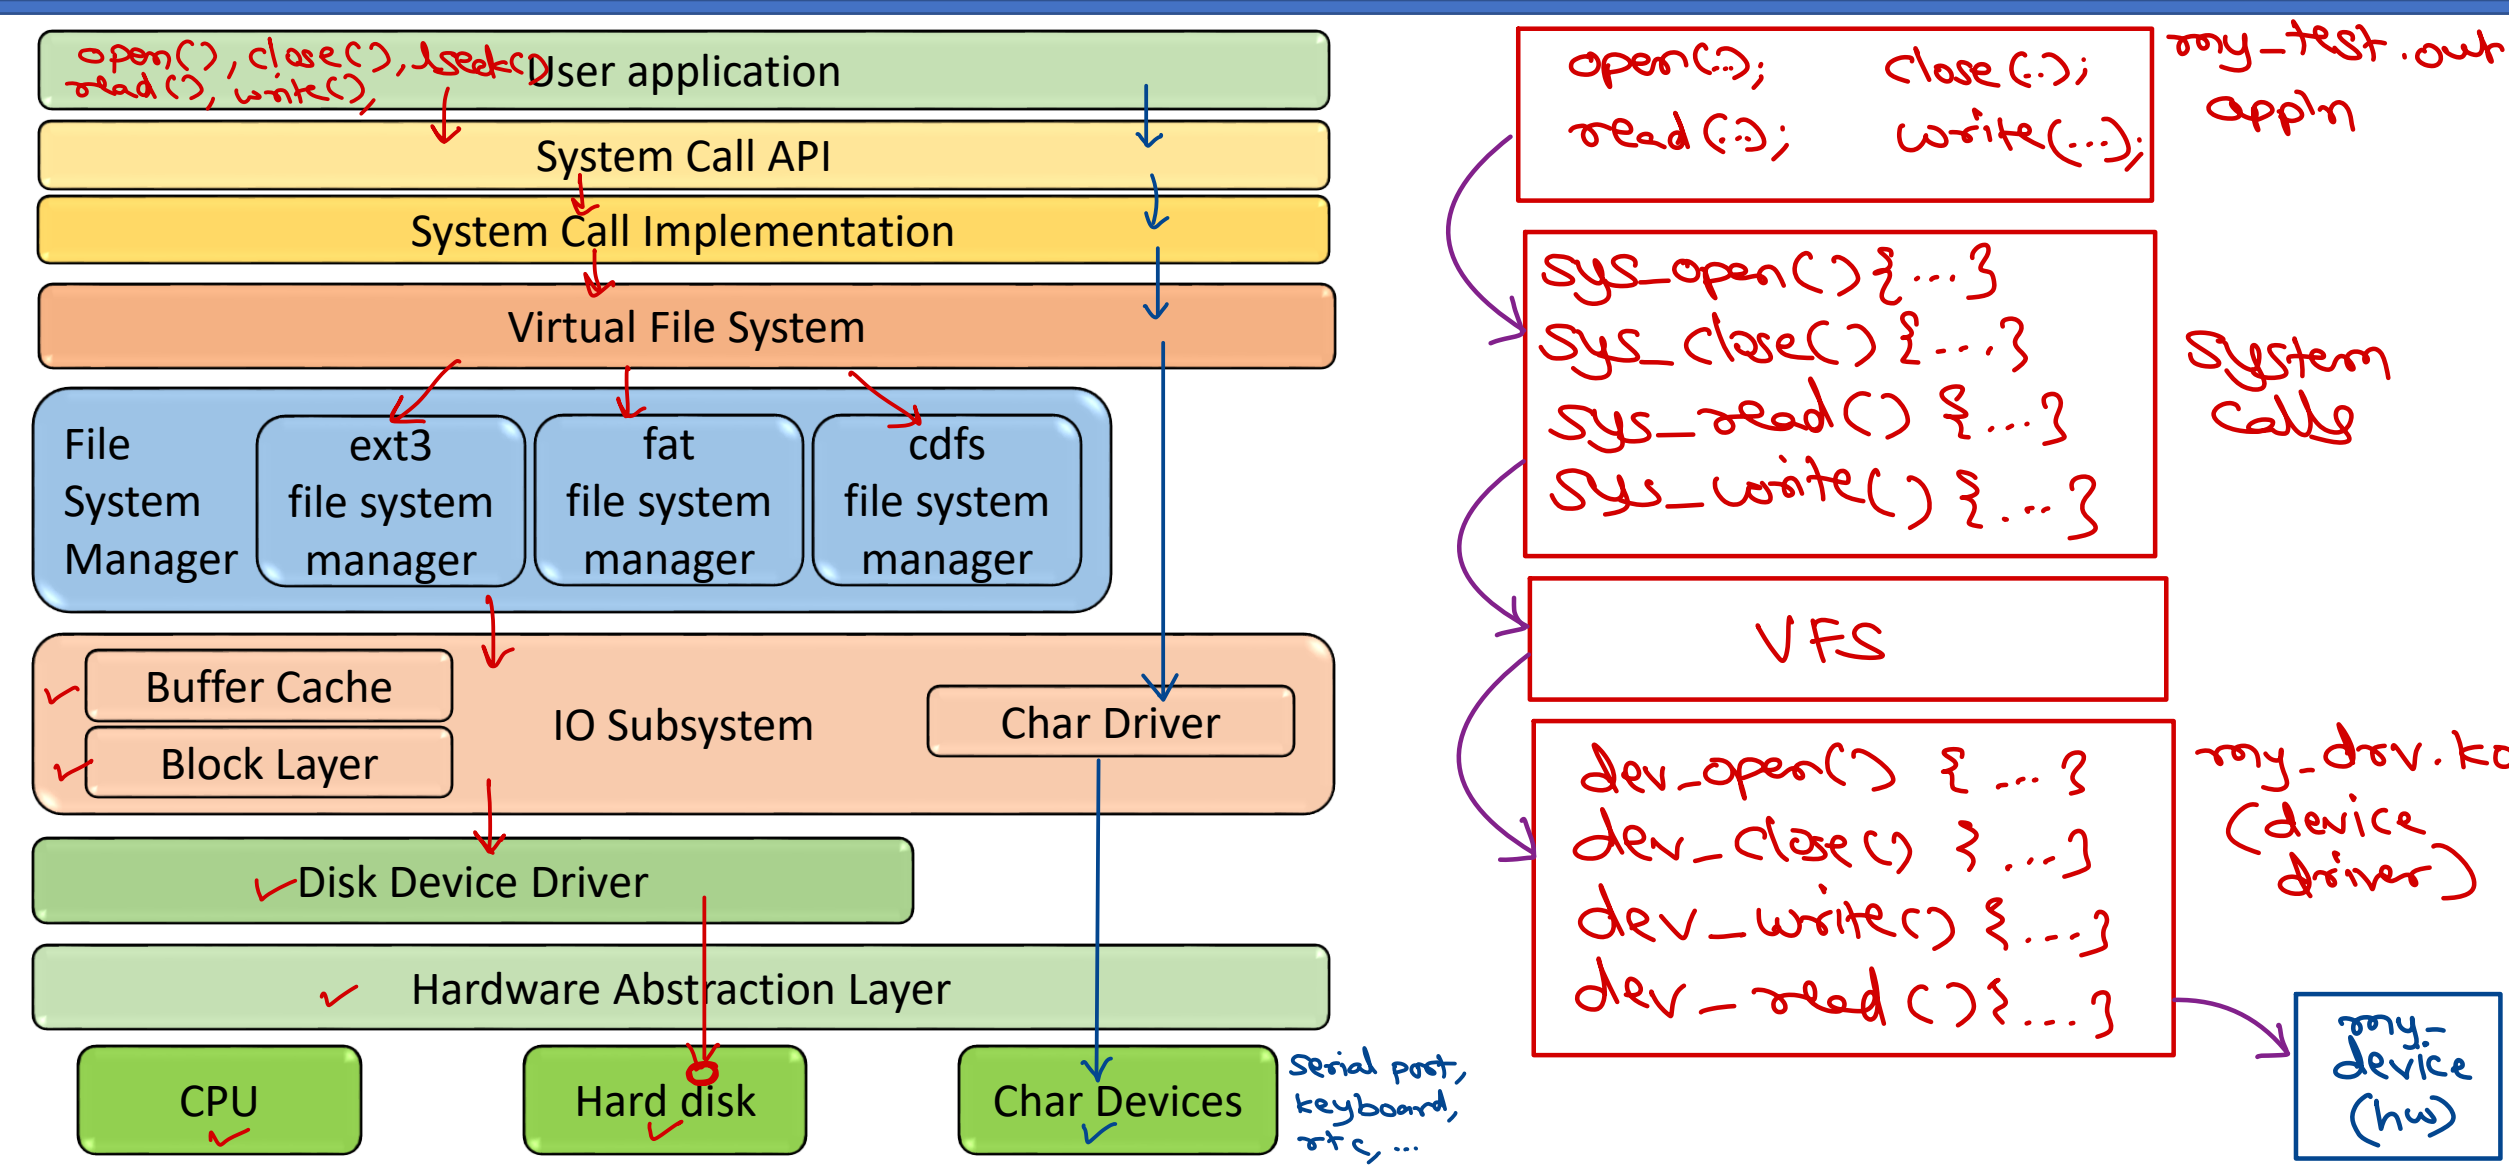 open(), close(), lseek()
read(), write(),
User application
System Call API
System Call Implementation
Virtual File System
File
System
Manager
ext3
file system
manager
fat
file system
manager
cdfs
file system
manager
Buffer Cache
Block Layer
IO Subsystem
Char Driver
Disk Device Driver
Hardware Abstraction Layer
CPU
Hard disk
Char Devices
serial port,
keyboard,
rtc, ...
open(...); close(...);
read(...); write(...);
my_test.out
appln
sys_open() {...}
sys_close() {...}
sys_read() {...}
sys_write() {...}
system
calls
VFS
dev_open() {...}
dev_close() {...}
dev_write() {...}
dev_read() {...}
my_drv.ko
(device
driver)
my_
device
(hw)